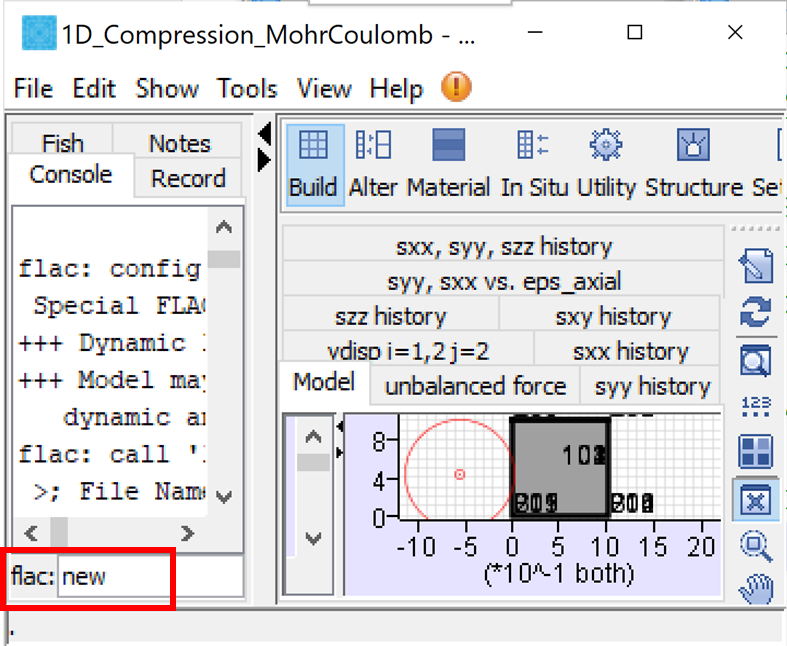 1D_Compression_MohrCoulomb - ...
File Edit Show Tools View Help
Fish Notes
Console Record
flac: config
Special FLA
+++ Dynamic
+++ Model may
dynamic an
flac: call '
>; File Name
flac: new
Build Alter Material In Situ Utility Structure Set
sxx, syy, szz history
syy, sxx vs. eps_axial
szz history sxy history
vdisp i=1,2 j=2 sxx history
Model unbalanced force syy history
123
8
4
0
-10 -5 0 5 10 15 20
(*10^-1 both)